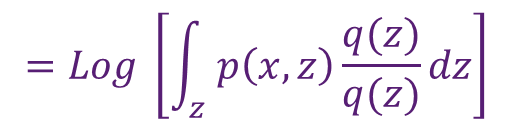 = Log [∫_z p(x, z) q(z)/q(z) dz]